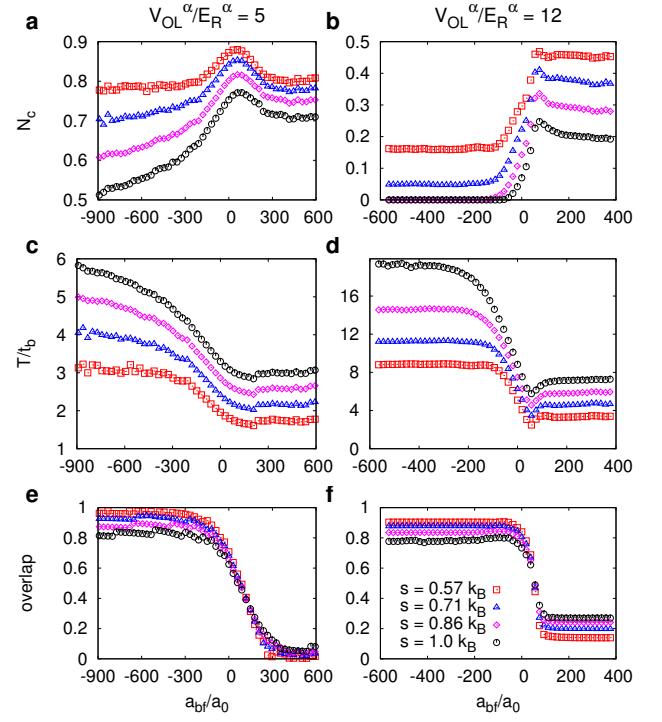 V_OL^α/E_R^α = 5
V_OL^α/E_R^α = 12
a
N_c
0.9
0.8
0.7
0.6
0.5
-900 -600 -300 0 300 600
b
0.5
0.4
0.3
0.2
0.1
0
-600 -400 -200 0 200 400
c
T/t_b
6
5
4
3
2
1
-900 -600 -300 0 300 600
d
16
12
8
4
0
-600 -400 -200 0 200 400
e
overlap
1
0.8
0.6
0.4
0.2
0
-900 -600 -300 0 300 600
a_bf/a_0
f
1
0.8
0.6
0.4
0.2
0
s = 0.57 k_B
s = 0.71 k_B
s = 0.86 k_B
s = 1.0 k_B
-600 -400 -200 0 200 400
a_bf/a_0